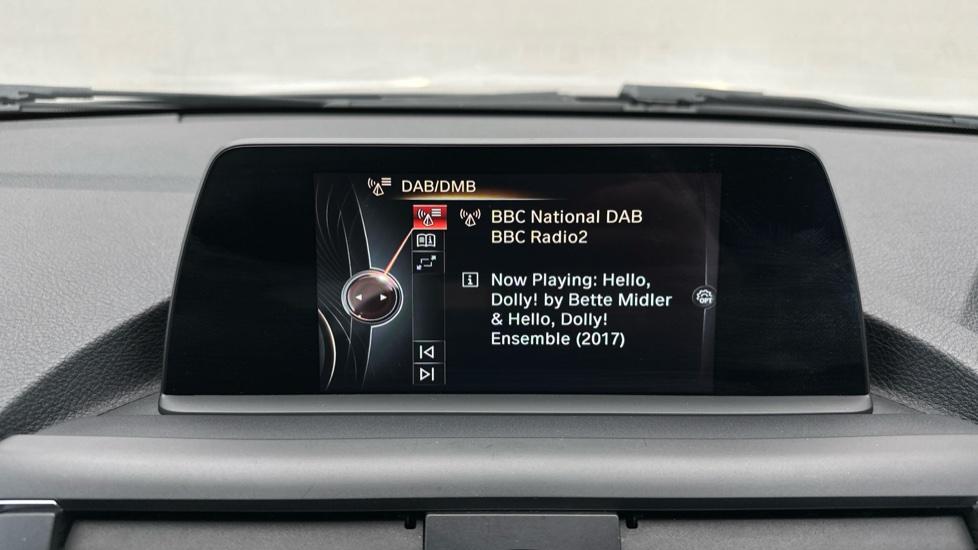 DAB/DMB
BBC National DAB
BBC Radio2
Now Playing: Hello,
Dolly! by Bette Midler
& Hello, Dolly!
Ensemble (2017)
OPT